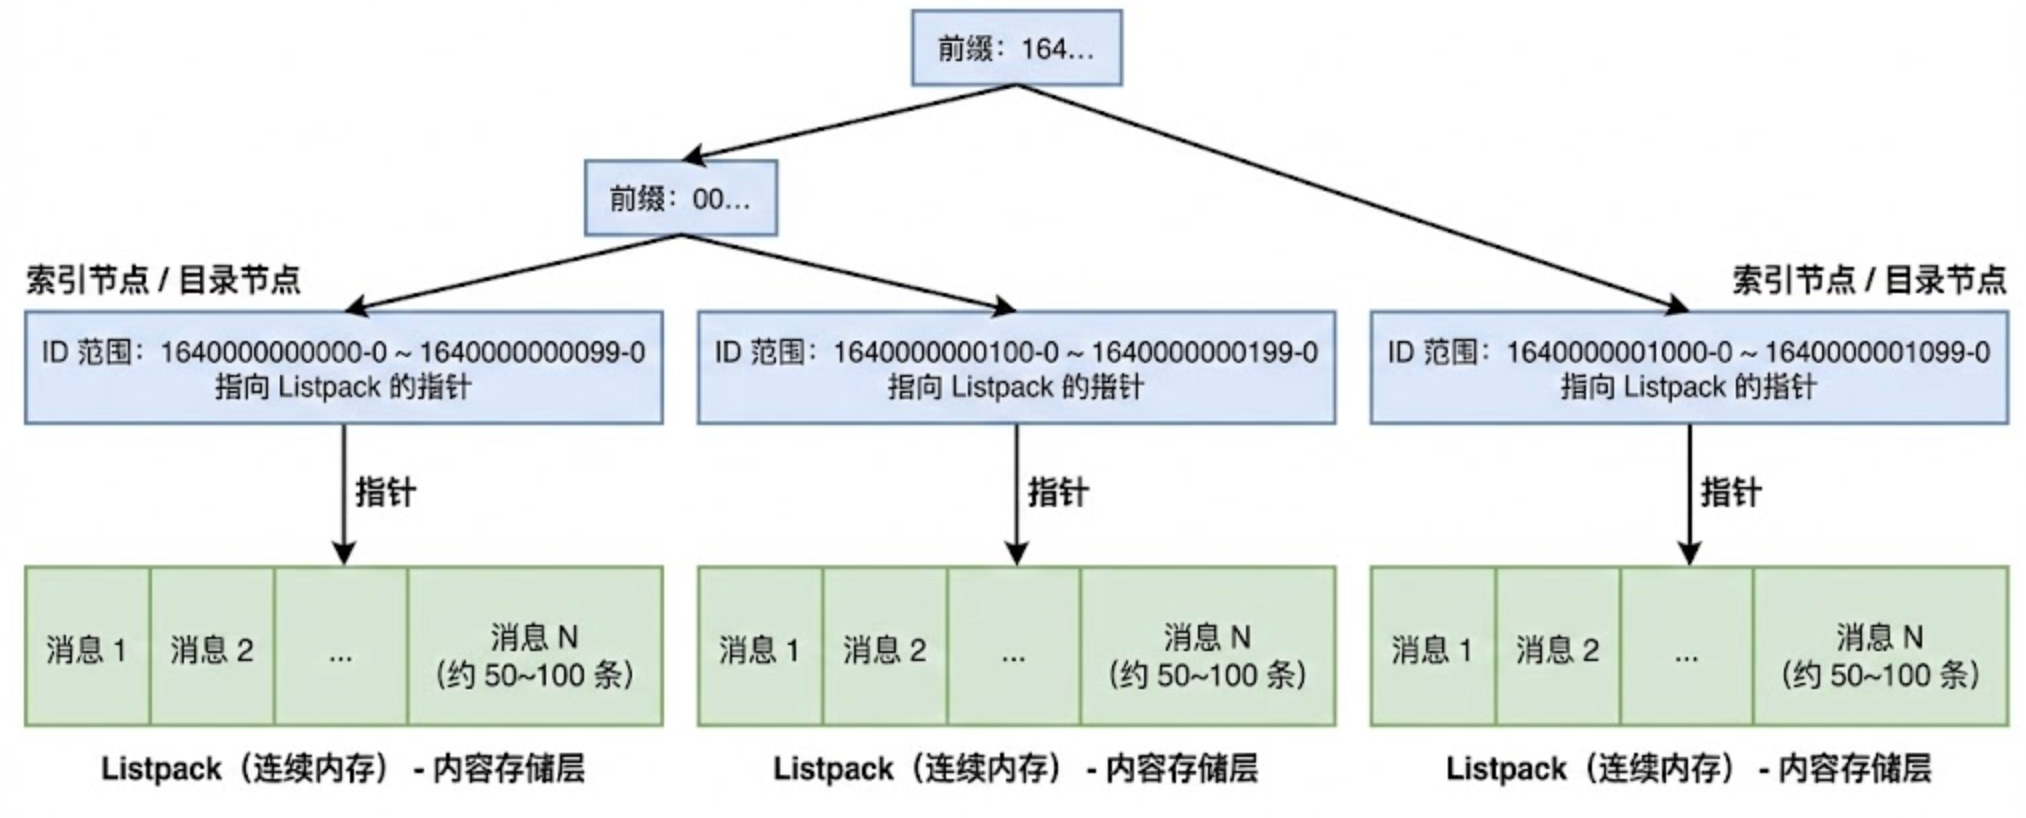 前缀：164...
前缀：00...
索引节点 / 目录节点
索引节点 / 目录节点
ID 范围：1640000000000-0 ~ 1640000000099-0
指向 Listpack 的指针
ID 范围：1640000000100-0 ~ 1640000000199-0
指向 Listpack 的指针
ID 范围：1640000001000-0 ~ 1640000001099-0
指向 Listpack 的指针
指针
指针
指针
消息 1
消息 2
...
消息 N
(约 50~100 条)
消息 1
消息 2
...
消息 N
(约 50~100 条)
消息 1
消息 2
...
消息 N
(约 50~100 条)
Listpack（连续内存） - 内容存储层
Listpack（连续内存） - 内容存储层
Listpack（连续内存） - 内容存储层